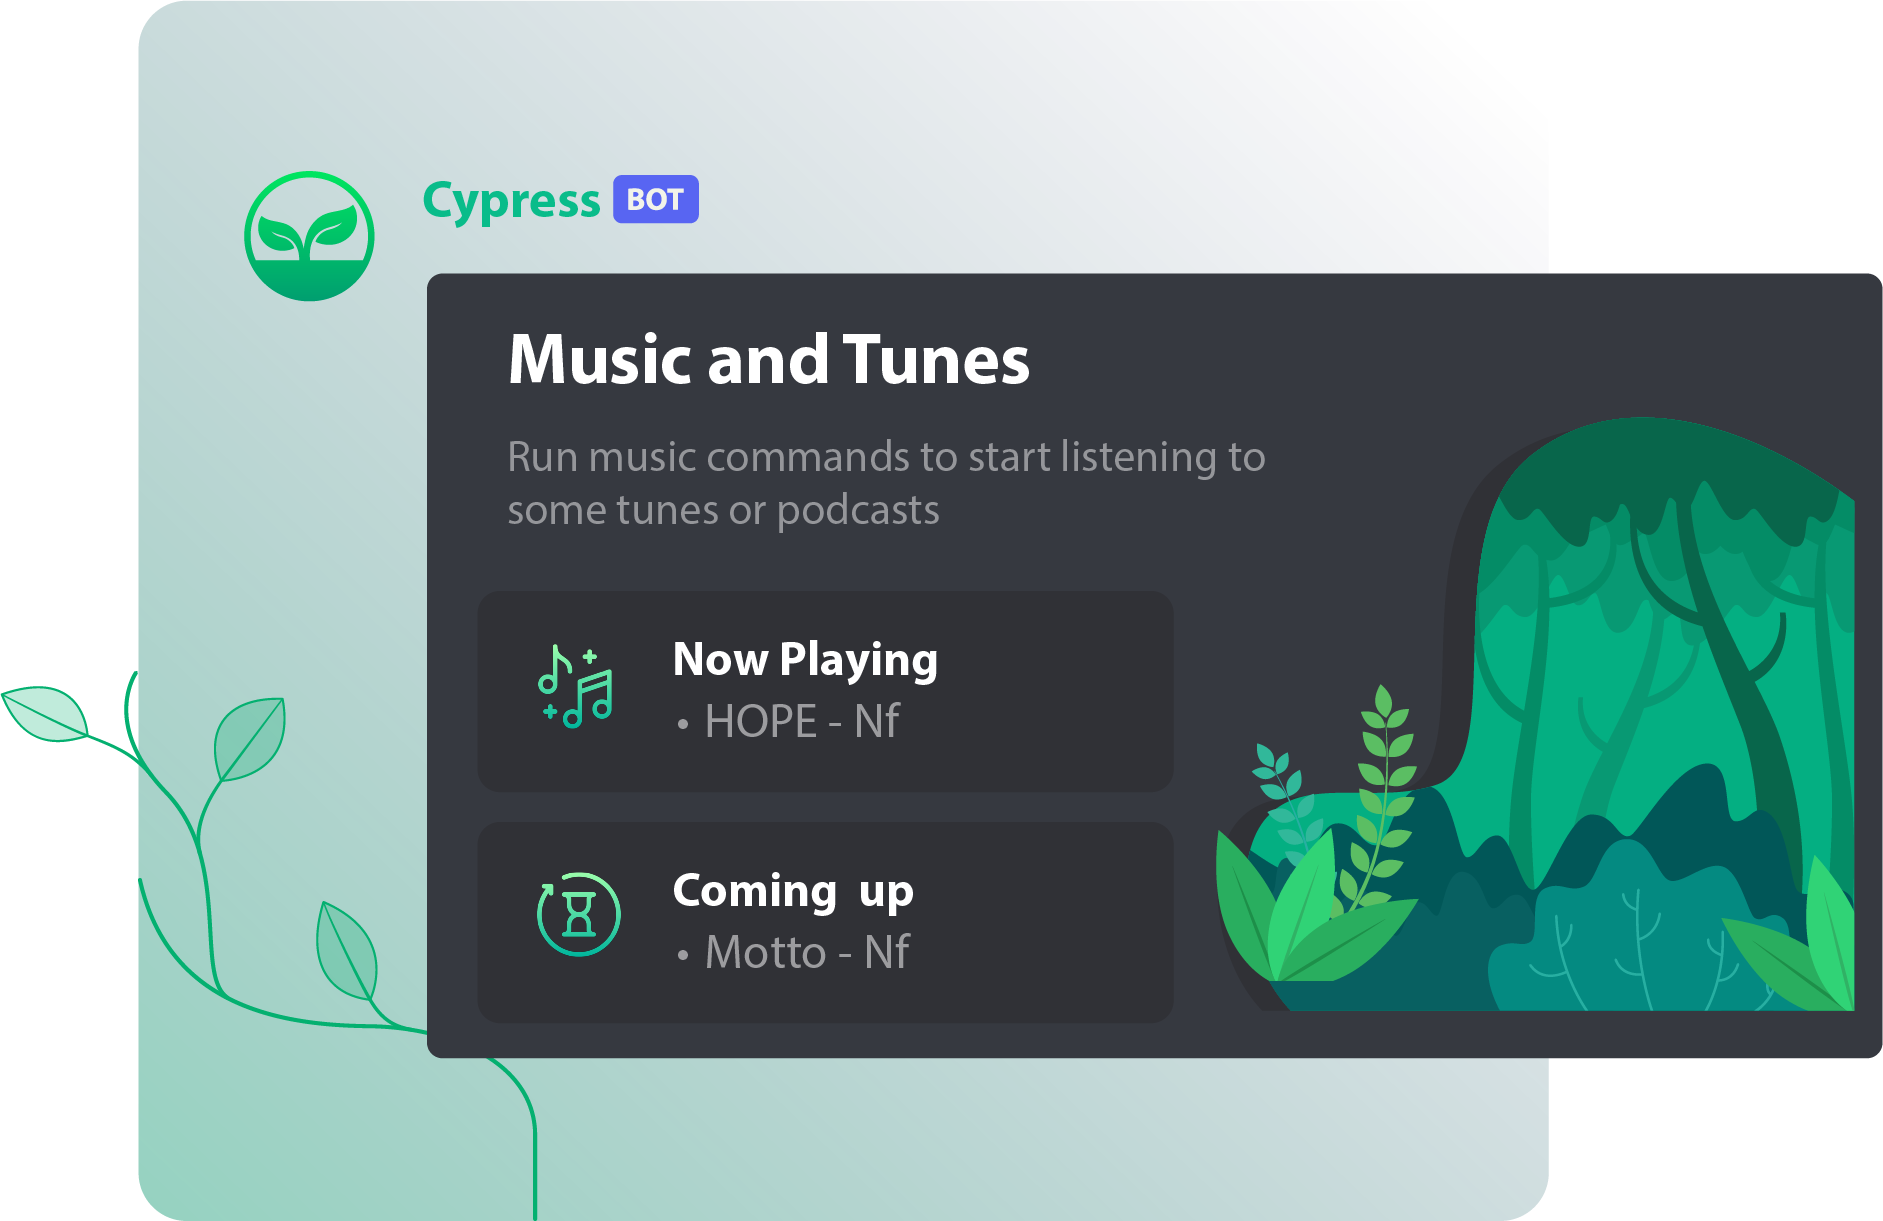 Cypress BOT
Music and Tunes
Run music commands to start listening to
some tunes or podcasts
Now Playing
• HOPE - Nf
Coming  up
• Motto - Nf